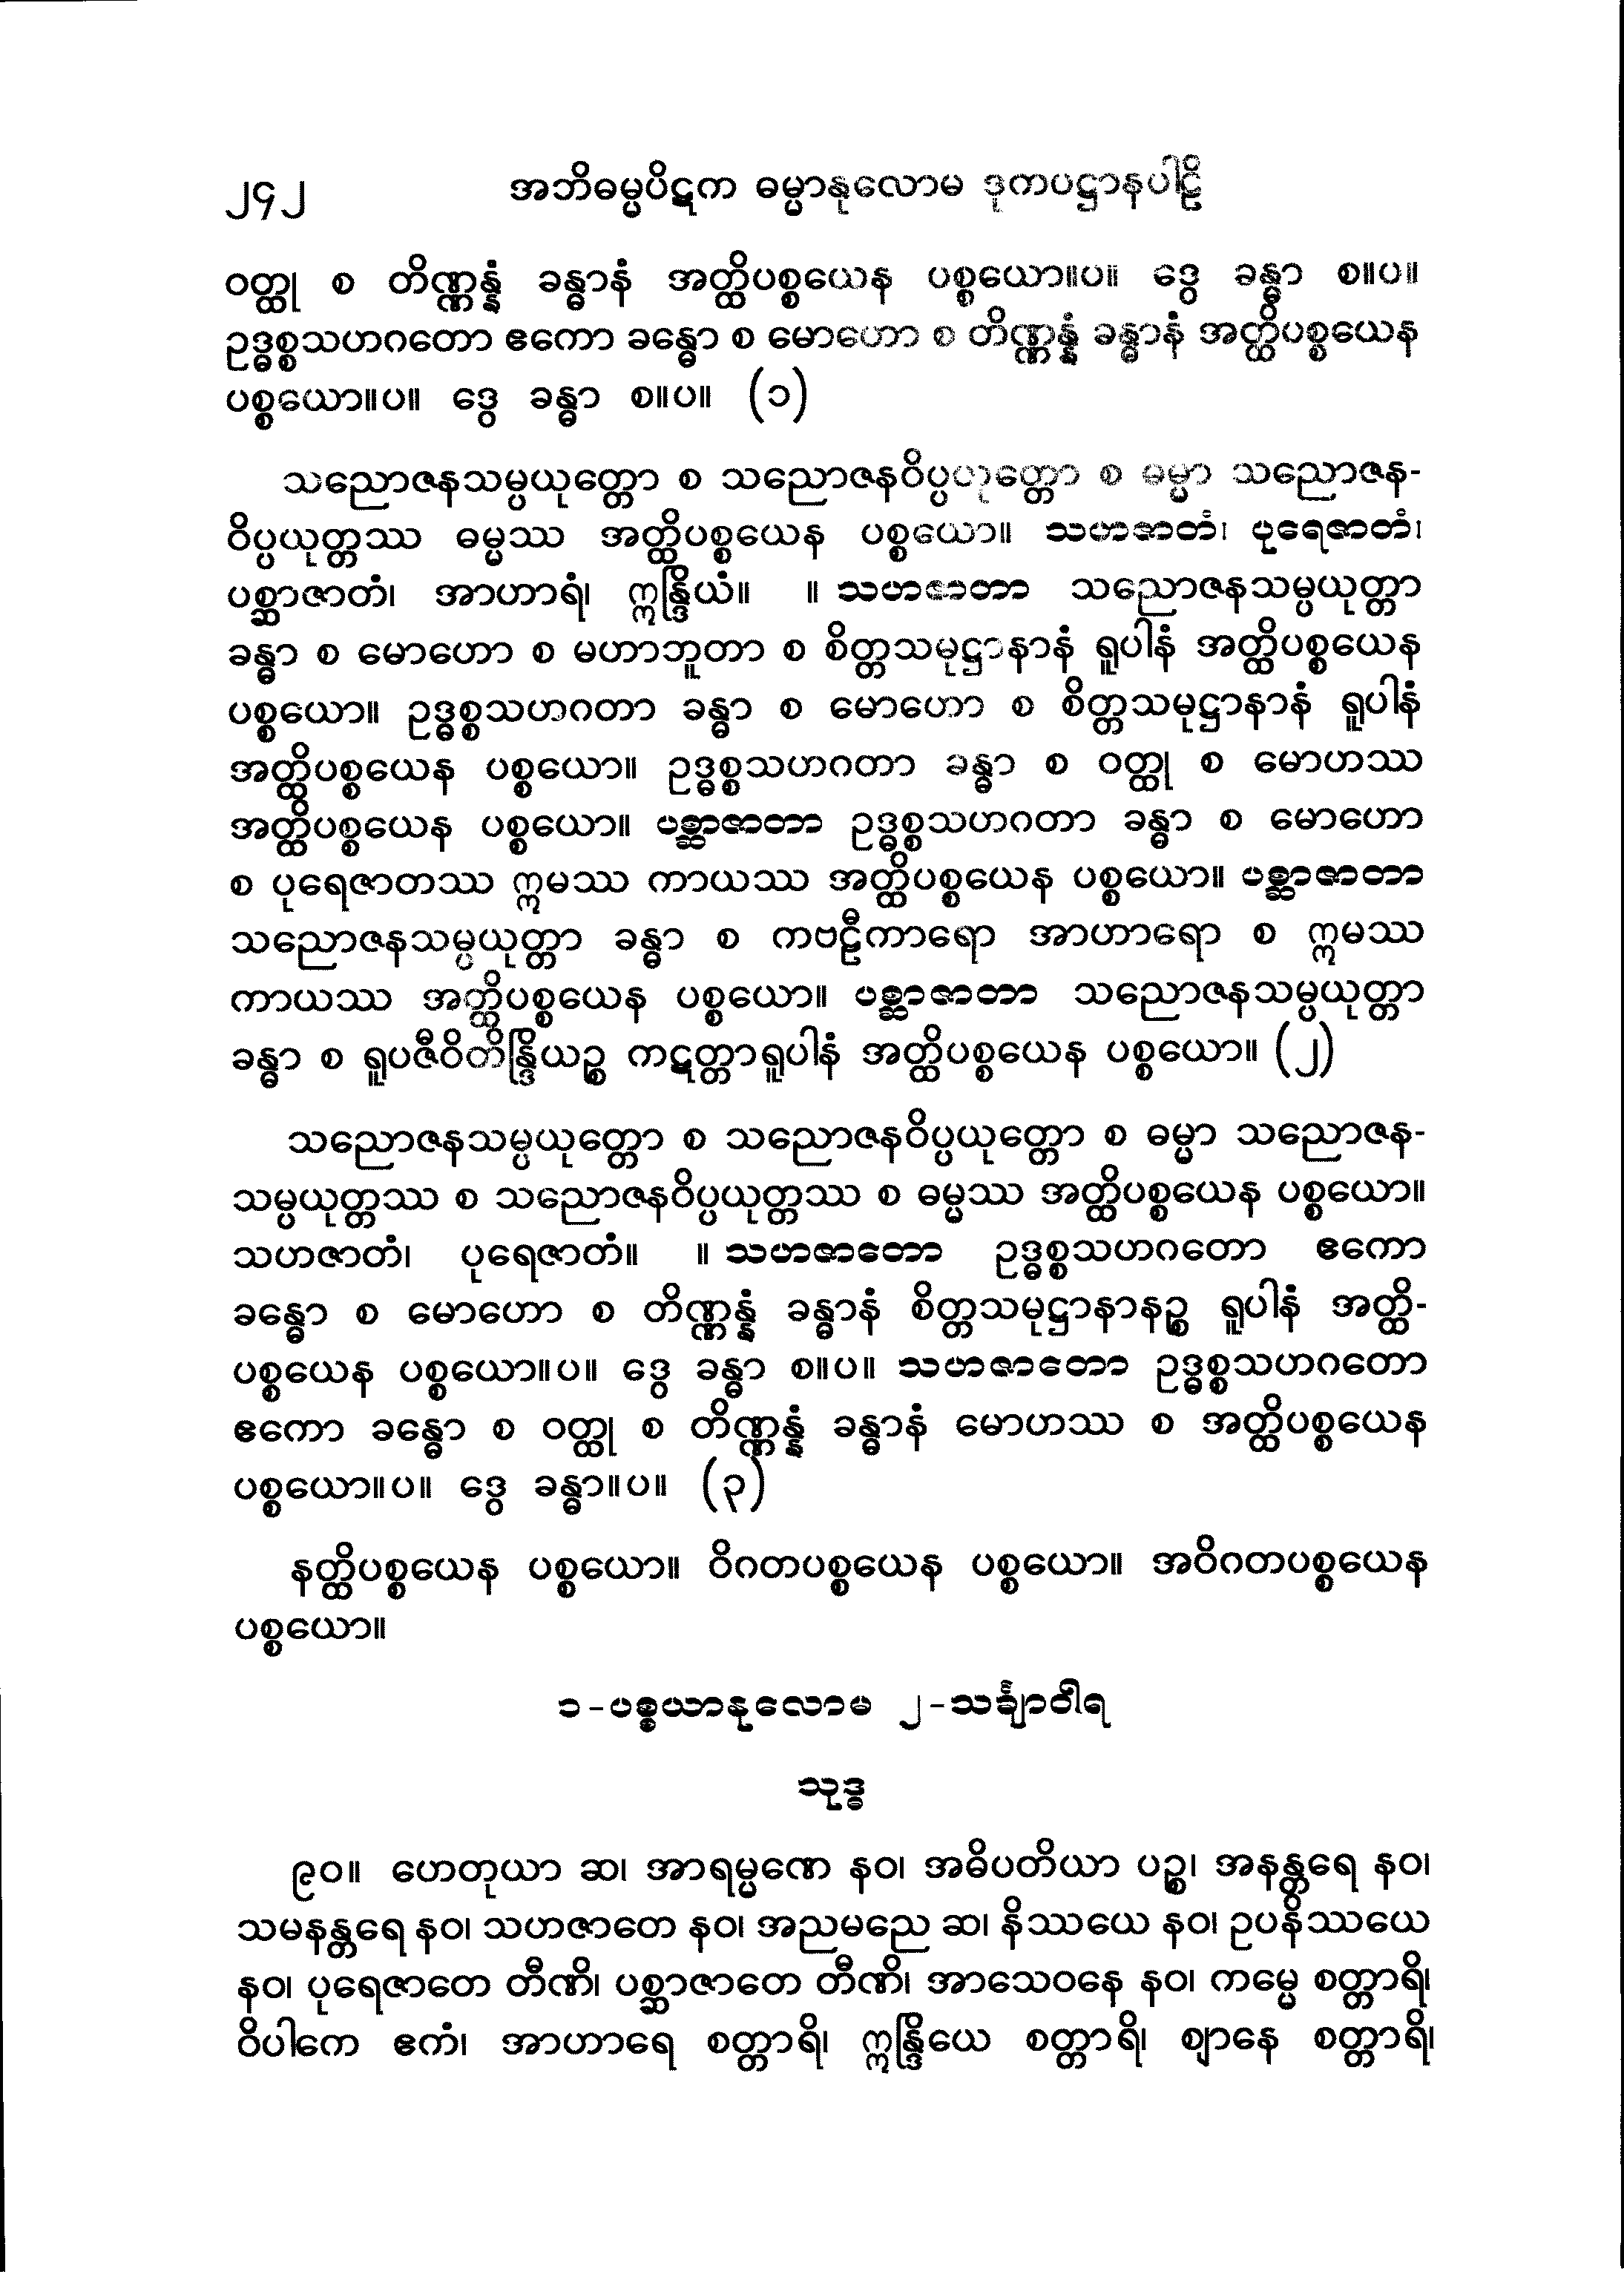 ၂၄၂ အဘိဓမ္မပိဋက ဓမ္မာနုလောမ ဒုကပဋ္ဌာနပါဠိ
ဝတ္ထု စ တိဏ္ဏန္နံ ခန္ဓာနံ အတ္ထိပစ္စယေန ပစ္စယော။ပ။ ဒွေ ခန္ဓာ စ။ပ။
ဥဒ္ဓစ္စသဟဂတော ဧကော ခန္ဓော စ မောဟော စ တိဏ္ဏန္နံ ခန္ဓာနံ အတ္ထိပစ္စယေန
ပစ္စယော။ပ။ ဒွေ ခန္ဓာ စ။ပ။ (၁)
သညောဇနသမ္ပယုတ္တော စ သညောဇနဝိပ္ပယုတ္တော စ ဓမ္မာ သညောဇန-
ဝိပ္ပယုတ္တဿ ဓမ္မဿ အတ္ထိပစ္စယေန ပစ္စယော။ သဟဇာတံ၊ ပုရေဇာတံ၊
ပစ္ဆာဇာတံ၊ အာဟာရံ၊ ဣန္ဒြိယံ။ ။ သဟဇာတာ သညောဇနသမ္ပယုတ္တာ
ခန္ဓာ စ မောဟော စ မဟာဘူတာ စ စိတ္တသမုဋ္ဌာနာနံ ရူပါနံ အတ္ထိပစ္စယေန
ပစ္စယော။ ဥဒ္ဓစ္စသဟဂတာ ခန္ဓာ စ မောဟော စ စိတ္တသမုဋ္ဌာနာနံ ရူပါနံ
အတ္ထိပစ္စယေန ပစ္စယော။ ဥဒ္ဓစ္စသဟဂတာ ခန္ဓာ စ ဝတ္ထု စ မောဟဿ
အတ္ထိပစ္စယေန ပစ္စယော။ ပစ္ဆာဇာတာ ဥဒ္ဓစ္စသဟဂတာ ခန္ဓာ စ မောဟော
စ ပုရေဇာတဿ ဣမဿ ကာယဿ အတ္ထိပစ္စယေန ပစ္စယော။ ပစ္ဆာဇာတာ
သညောဇနသမ္ပယုတ္တာ ခန္ဓာ စ ကဗဠီကာရော အာဟာရော စ ဣမဿ
ကာယဿ အတ္ထိပစ္စယေန ပစ္စယော။ ပစ္ဆာဇာတာ သညောဇနသမ္ပယုတ္တာ
ခန္ဓာ စ ရူပဇီဝိတိန္ဒြိယဉ္စ ကဋတ္တာရူပါနံ အတ္ထိပစ္စယေန ပစ္စယော။ (၂)
သညောဇနသမ္ပယုတ္တော စ သညောဇနဝိပ္ပယုတ္တော စ ဓမ္မာ သညောဇန-
သမ္ပယုတ္တဿ စ သညောဇနဝိပ္ပယုတ္တဿ စ ဓမ္မဿ အတ္ထိပစ္စယေန ပစ္စယော။
သဟဇာတံ၊ ပုရေဇာတံ။ ။ သဟဇာတော ဥဒ္ဓစ္စသဟဂတော ဧကော
ခန္ဓော စ မောဟော စ တိဏ္ဏန္နံ ခန္ဓာနံ စိတ္တသမုဋ္ဌာနာနဉ္စ ရူပါနံ အတ္ထိ-
ပစ္စယေန ပစ္စယော။ပ။ ဒွေ ခန္ဓာ စ။ပ။ သဟဇာတော ဥဒ္ဓစ္စသဟဂတော
ဧကော ခန္ဓော စ ဝတ္ထု စ တိဏ္ဏန္နံ ခန္ဓာနံ မောဟဿ စ အတ္ထိပစ္စယေန
ပစ္စယော။ပ။ ဒွေ ခန္ဓာ။ပ။ (၃)
နတ္ထိပစ္စယေန ပစ္စယော။ ဝိဂတပစ္စယေန ပစ္စယော။ အဝိဂတပစ္စယေန
ပစ္စယော။
၁-ပစ္စယာနုလောမ ၂-သင်္ချာဝါရ
သုဒ္ဓ
၉၀။ ဟေတုယာ ဆ၊ အာရမ္မဏေ နဝ၊ အဓိပတိယာ ပဉ္စ၊ အနန္တရေ နဝ၊
သမနန္တရေ နဝ၊ သဟဇာတေ နဝ၊ အညမညေ ဆ၊ နိဿယေ နဝ၊ ဥပနိဿယေ
နဝ၊ ပုရေဇာတေ တီဏိ၊ ပစ္ဆာဇာတေ တီဏိ၊ အာသေဝနေ နဝ၊ ကမ္မေ စတ္တာရိ၊
ဝိပါကေ ဧကံ၊ အာဟာရေ စတ္တာရိ၊ ဣန္ဒြိယေ စတ္တာရိ၊ ဈာနေ စတ္တာရိ၊